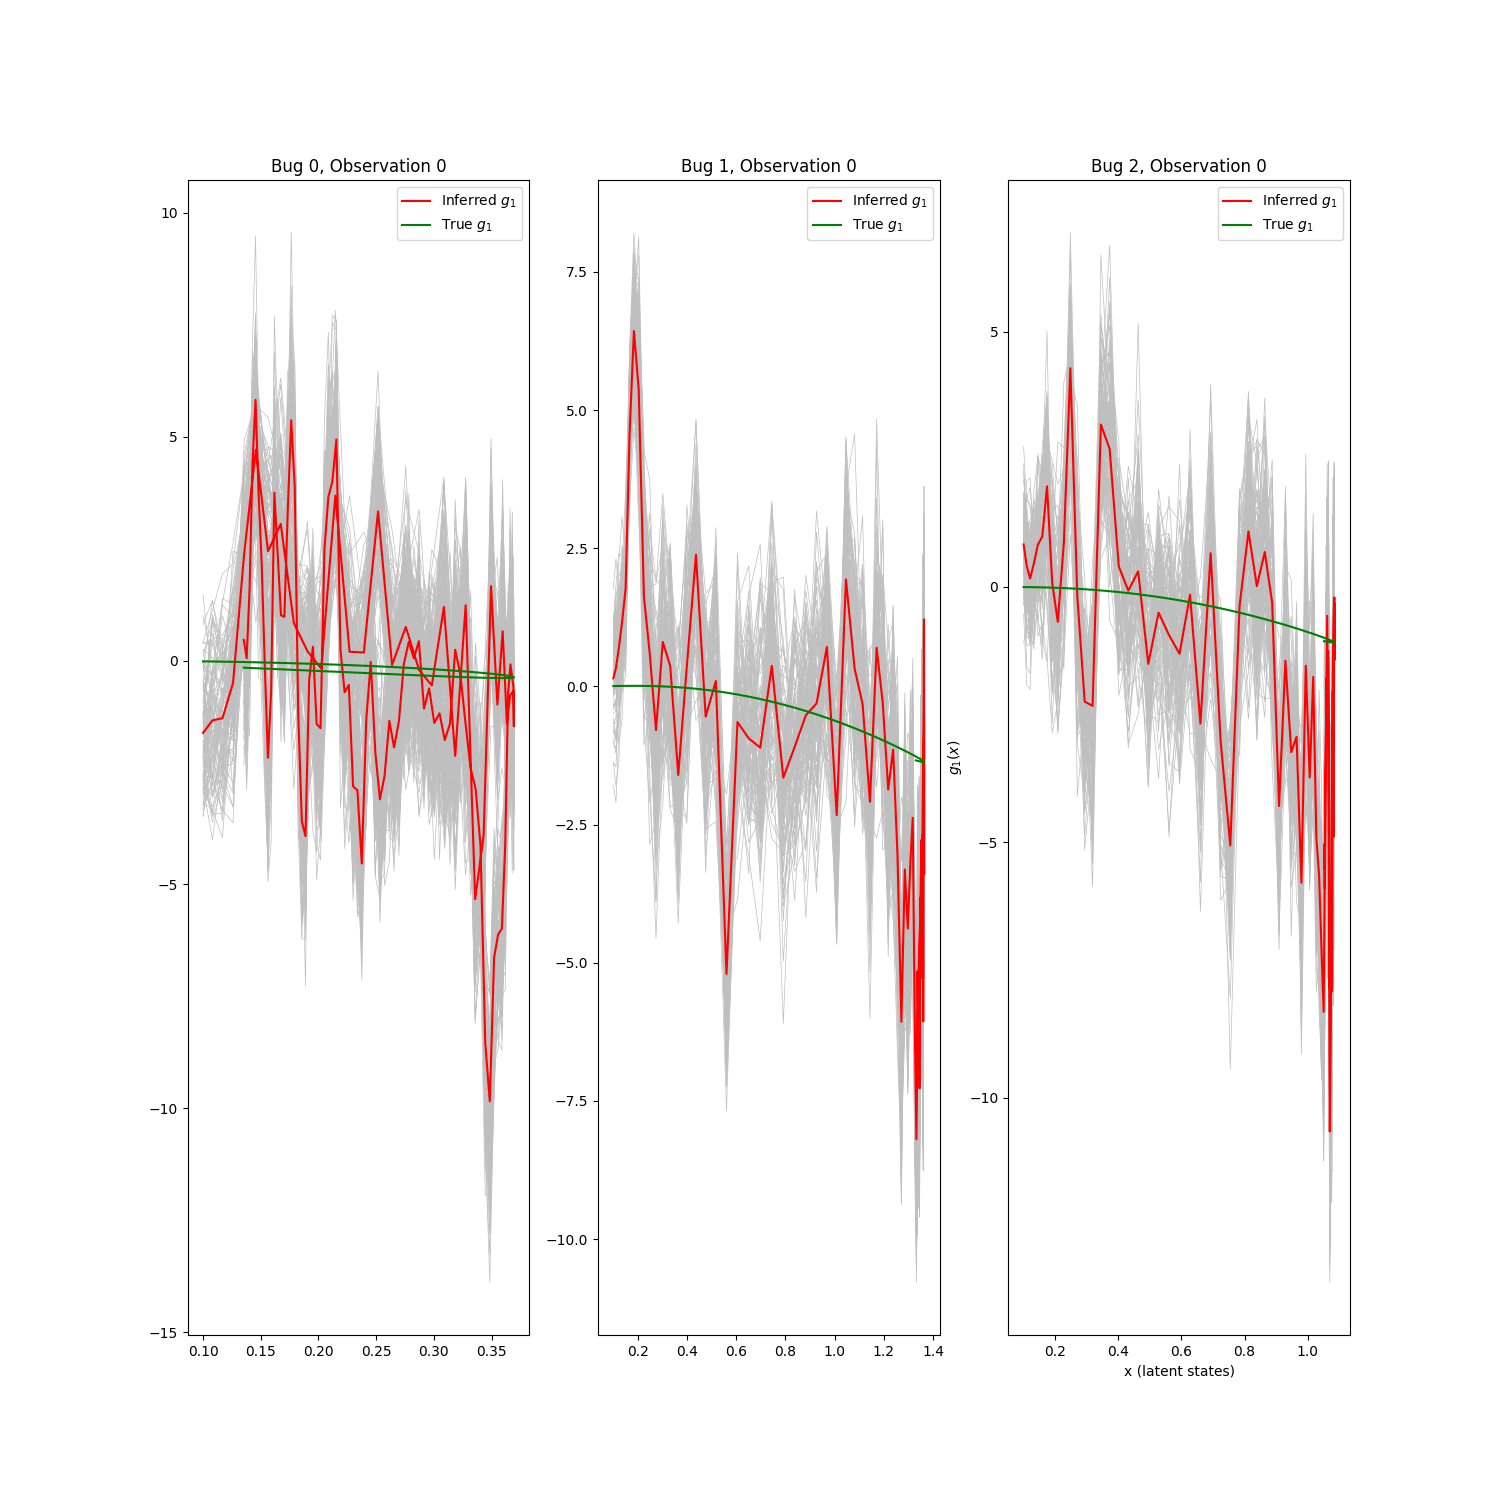 Bug 0, Observation 0
Inferred g₁
True g₁
10
5
0
−5
−10
−15
0.10 0.15 0.20 0.25 0.30 0.35
Bug 1, Observation 0
Inferred g₁
True g₁
7.5
5.0
2.5
0.0
−2.5
−5.0
−7.5
−10.0
0.2 0.4 0.6 0.8 1.0 1.2 1.4
Bug 2, Observation 0
Inferred g₁
True g₁
g₁(x)
5
0
−5
−10
0.2 0.4 0.6 0.8 1.0
x (latent states)